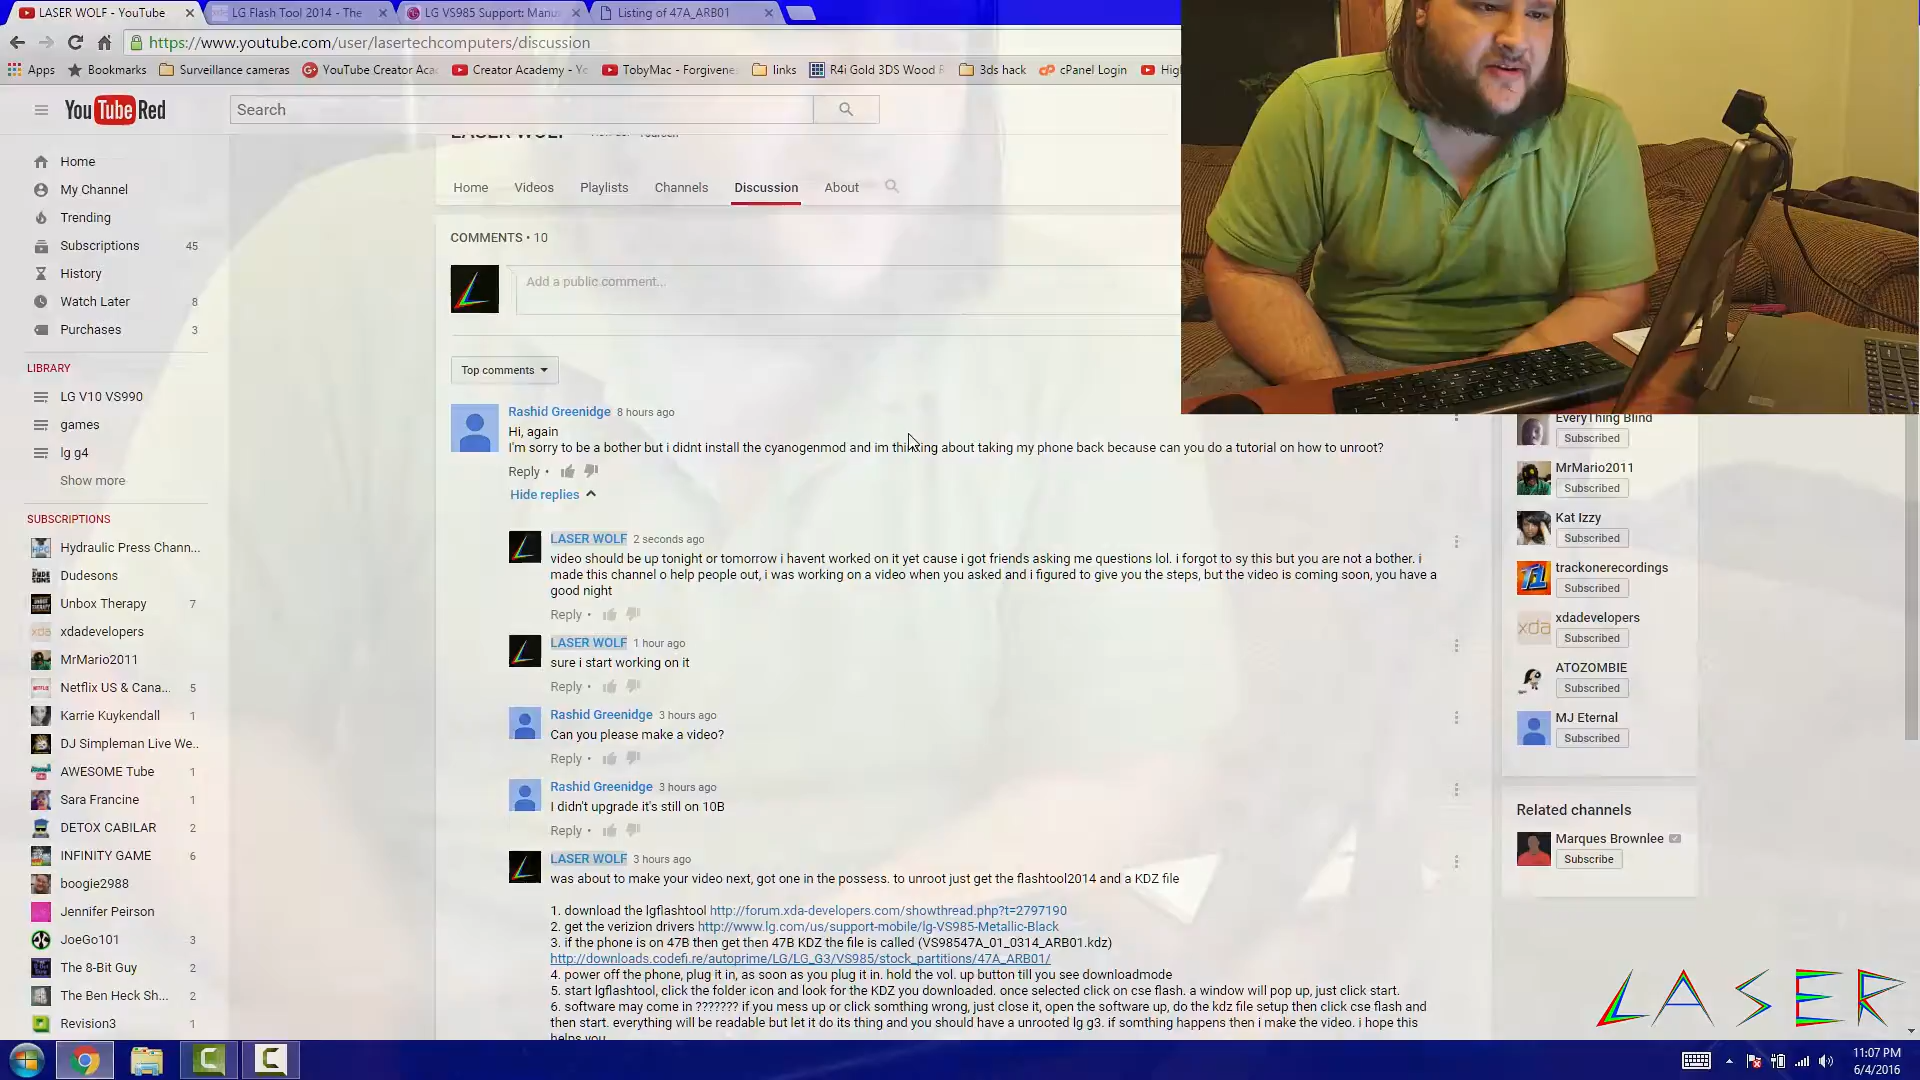 LASER WOLF - YouTube
LG Flash Tool 2014 - The
LG VS985 Support: Manu
Listing of 47A_ARB01
https://www.youtube.com/user/lasertechcomputers/discussion
Apps
Bookmarks
Surveillance cameras
YouTube Creator Aca
Creator Academy - Yo
TobyMac - Forgivene
links
R4i Gold 3DS Wood R
3ds hack
cPanel Login
High
YouTube Red
Search
LASER WOLF
Home
Videos
Playlists
Channels
Discussion
About
Home
My Channel
Trending
Subscriptions 45
History
Watch Later 8
Purchases 3
LIBRARY
LG V10 VS990
games
lg g4
Show more
SUBSCRIPTIONS
Hydraulic Press Chann...
Dudesons
Unbox Therapy 7
xdadevelopers
MrMario2011
Netflix US & Cana... 5
Karrie Kuykendall 1
DJ Simpleman Live We..
AWESOME Tube 1
Sara Francine 1
DETOX CABILAR 2
INFINITY GAME 6
boogie2988
Jennifer Peirson
JoeGo101 3
The 8-Bit Guy 2
The Ben Heck Sh... 2
Revision3 1
COMMENTS • 10
Add a public comment...
Top comments
Rashid Greenidge 8 hours ago
Hi, again
I'm sorry to be a bother but i didnt install the cyanogenmod and im thinking about taking my phone back because can you do a tutorial on how to unroot?
Reply •
Hide replies
LASER WOLF 2 seconds ago
video should be up tonight or tomorrow i havent worked on it yet cause i got friends asking me questions lol. i forgot to sy this but you are not a bother. i
made this channel o help people out, i was working on a video when you asked and i figured to give you the steps, but the video is coming soon, you have a
good night
Reply •
LASER WOLF 1 hour ago
sure i start working on it
Reply •
Rashid Greenidge 3 hours ago
Can you please make a video?
Reply •
Rashid Greenidge 3 hours ago
I didn't upgrade it's still on 10B
Reply •
LASER WOLF 3 hours ago
was about to make your video next, got one in the possess. to unroot just get the flashtool2014 and a KDZ file
1. download the lgflashtool http://forum.xda-developers.com/showthread.php?t=2797190
2. get the verizion drivers http://www.lg.com/us/support-mobile/lg-VS985-Metallic-Black
3. if the phone is on 47B then get then 47B KDZ the file is called (VS98547A_01_0314_ARB01.kdz)
http://downloads.codefi.re/autoprime/LG/LG_G3/VS985/stock_partitions/47A_ARB01/
4. power off the phone, plug it in, as soon as you plug it in. hold the vol. up button till you see downloadmode
5. start lgflashtool, click the folder icon and look for the KDZ you downloaded. once selected click on cse flash. a window will pop up, just click start.
6. software may come in ??????? if you mess up or click somthing wrong, just close it, open the software up, do the kdz file setup then click cse flash and
then start. everything will be readable but let it do its thing and you should have a unrooted lg g3. if somthing happens then i make the video. i hope this
helps you
EveryThing Blind
Subscribed
MrMario2011
Subscribed
Kat Izzy
Subscribed
trackonerecordings
Subscribed
xdadevelopers
Subscribed
ATOZOMBIE
Subscribed
MJ Eternal
Subscribed
Related channels
Marques Brownlee
Subscribe
LASER
11:07 PM
6/4/2016